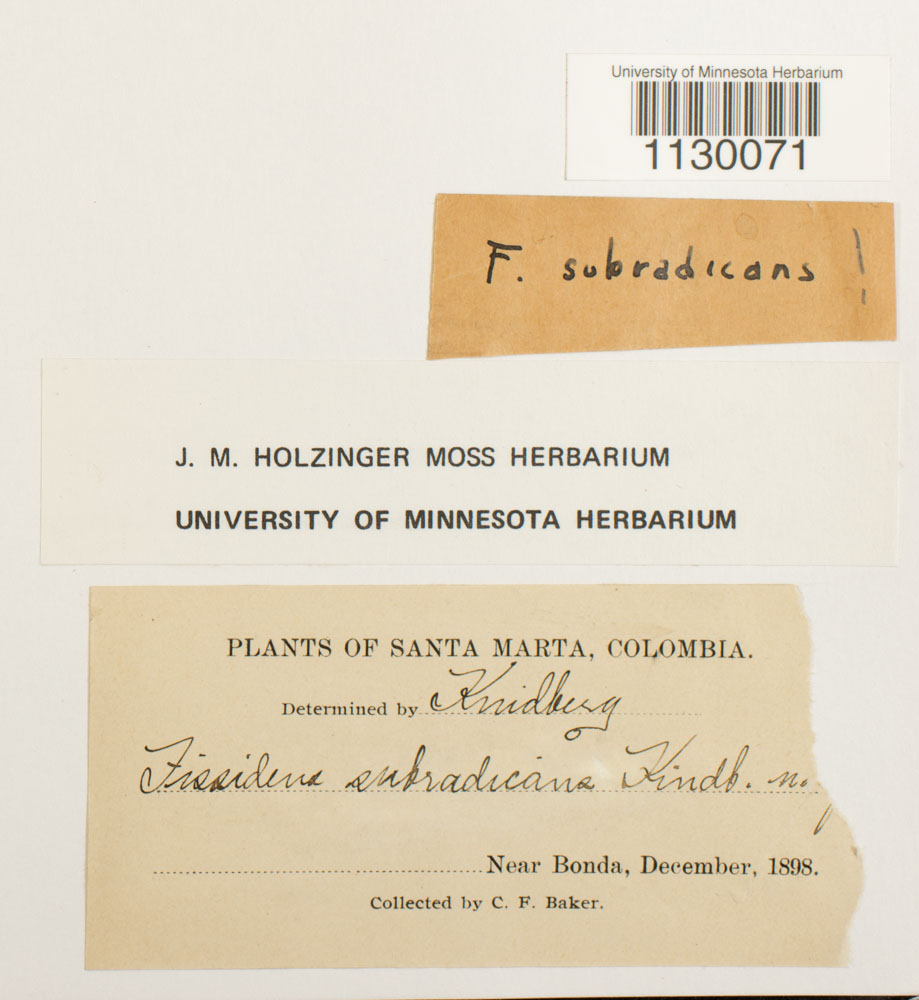 University of Minnesota Herbarium
1130071
F. subradicans !
J. M. HOLZINGER MOSS HERBARIUM
UNIVERSITY OF MINNESOTA HERBARIUM
PLANTS OF SANTA MARTA, COLOMBIA.
Determined by Knidberg
Fissidens subradicans Kindb. n.
Near Bonda, December, 1898.
Collected by C. F. Baker.